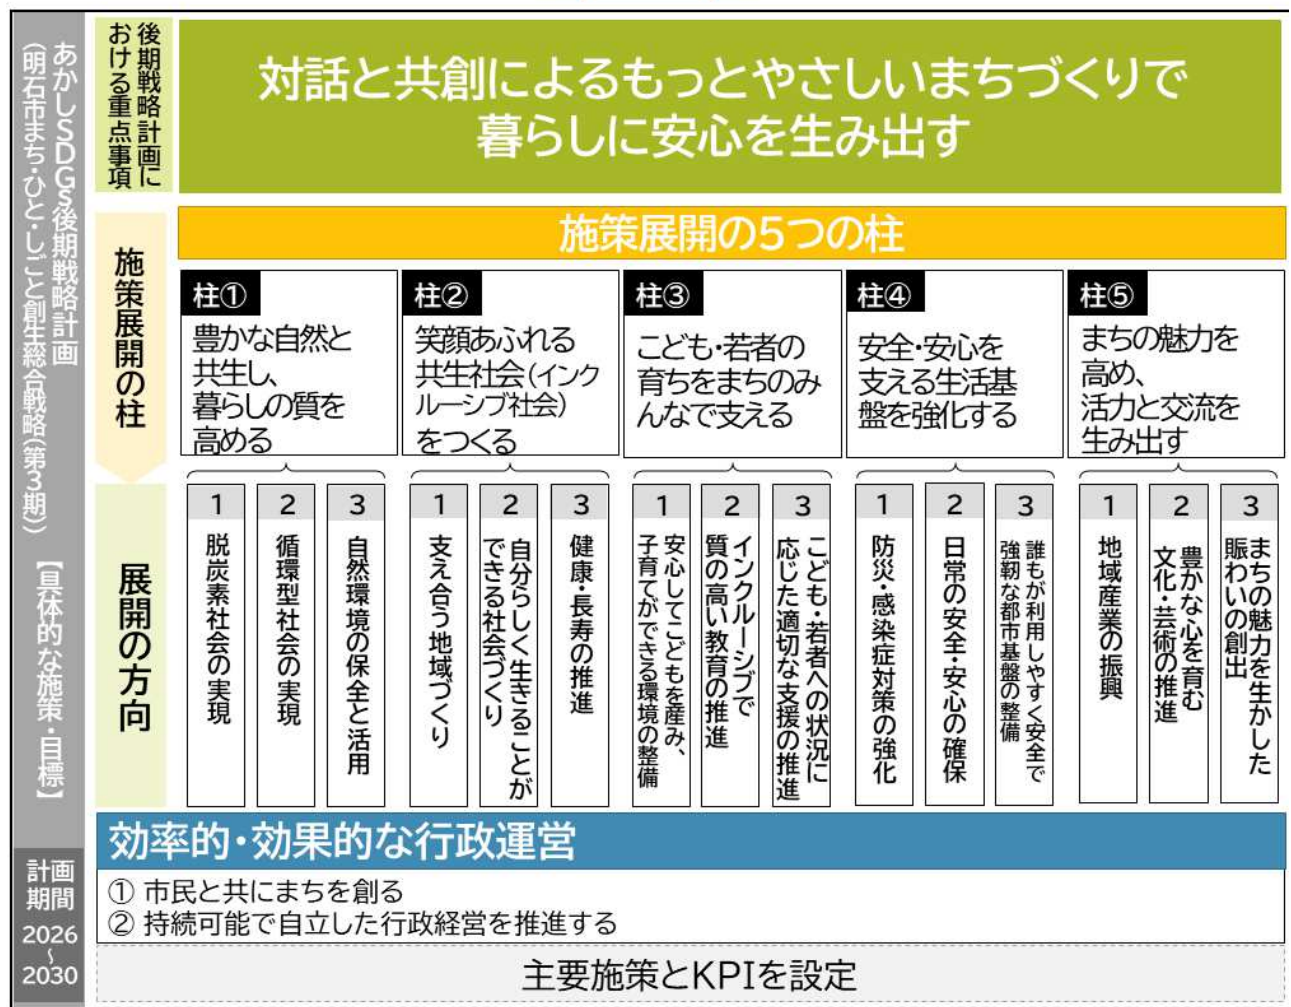 あかしSDGs後期戦略計画
(明石市まち・ひと・しごと創生総合戦略(第3期))
【具体的な施策・目標】
計画
期間
2026
～
2030
後期戦略計画に
おける重点事項
対話と共創によるもっとやさしいまちづくりで
暮らしに安心を生み出す
施策展開の柱
施策展開の5つの柱
柱①
豊かな自然と
共生し、
暮らしの質を
高める
柱②
笑顔あふれる
共生社会(インク
ルーシブ社会)
をつくる
柱③
こども・若者の
育ちをまちのみ
んなで支える
柱④
安全・安心を
支える生活基
盤を強化する
柱⑤
まちの魅力を
高め、
活力と交流を
生み出す
展開の方向
1
脱炭素社会の実現
2
循環型社会の実現
3
自然環境の保全と活用
1
支え合う地域づくり
2
自分らしく生きることが
できる社会づくり
3
健康・長寿の推進
1
安心してこどもを産み、
子育てができる環境の整備
2
インクルーシブで
質の高い教育の推進
3
こども・若者への状況に
応じた適切な支援の推進
1
防災・感染症対策の強化
2
日常の安全・安心の確保
3
誰もが利用しやすく安全で
強靭な都市基盤の整備
1
地域産業の振興
2
豊かな心を育む
文化・芸術の推進
3
まちの魅力を生かした
賑わいの創出
効率的・効果的な行政運営
① 市民と共にまちを創る
② 持続可能で自立した行政経営を推進する
主要施策とKPIを設定